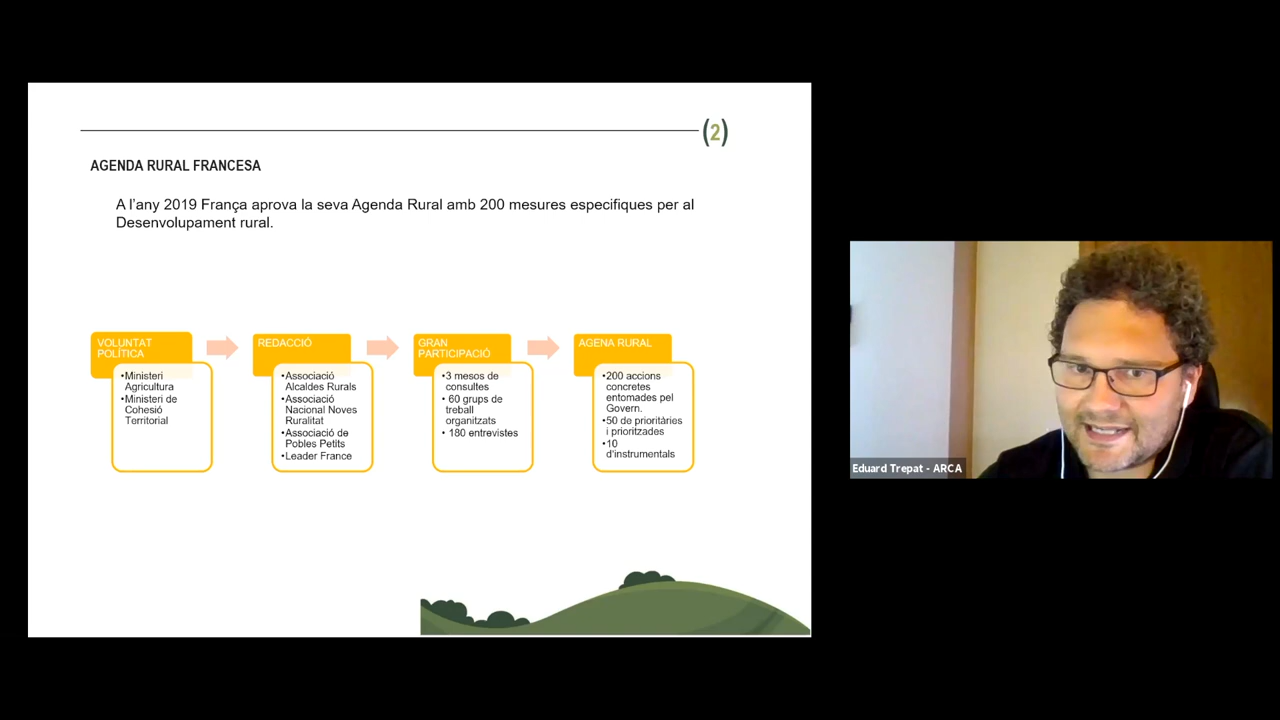 (2)
AGENDA RURAL FRANCESA
A l'any 2019 França aprova la seva Agenda Rural amb 200 mesures especifiques per al
Desenvolupament rural.
VOLUNTAT
POLÍTICA
•Ministeri
Agricultura
•Ministeri de
Cohesió
Territorial
REDACCIÓ
•Associació
Alcaldes Rurals
•Associació
Nacional Noves
Ruralitat
•Associació de
Pobles Petits
•Leader France
GRAN
PARTICIPACIÓ
•3 mesos de
consultes
• 60 grups de
treball
organitzats
• 180 entrevistes
AGENA RURAL
•200 accions
concretes
entomades pel
Govern.
•50 de prioritàries
i prioritzades
•10
d'instrumentals
Eduard Trepat - ARCA